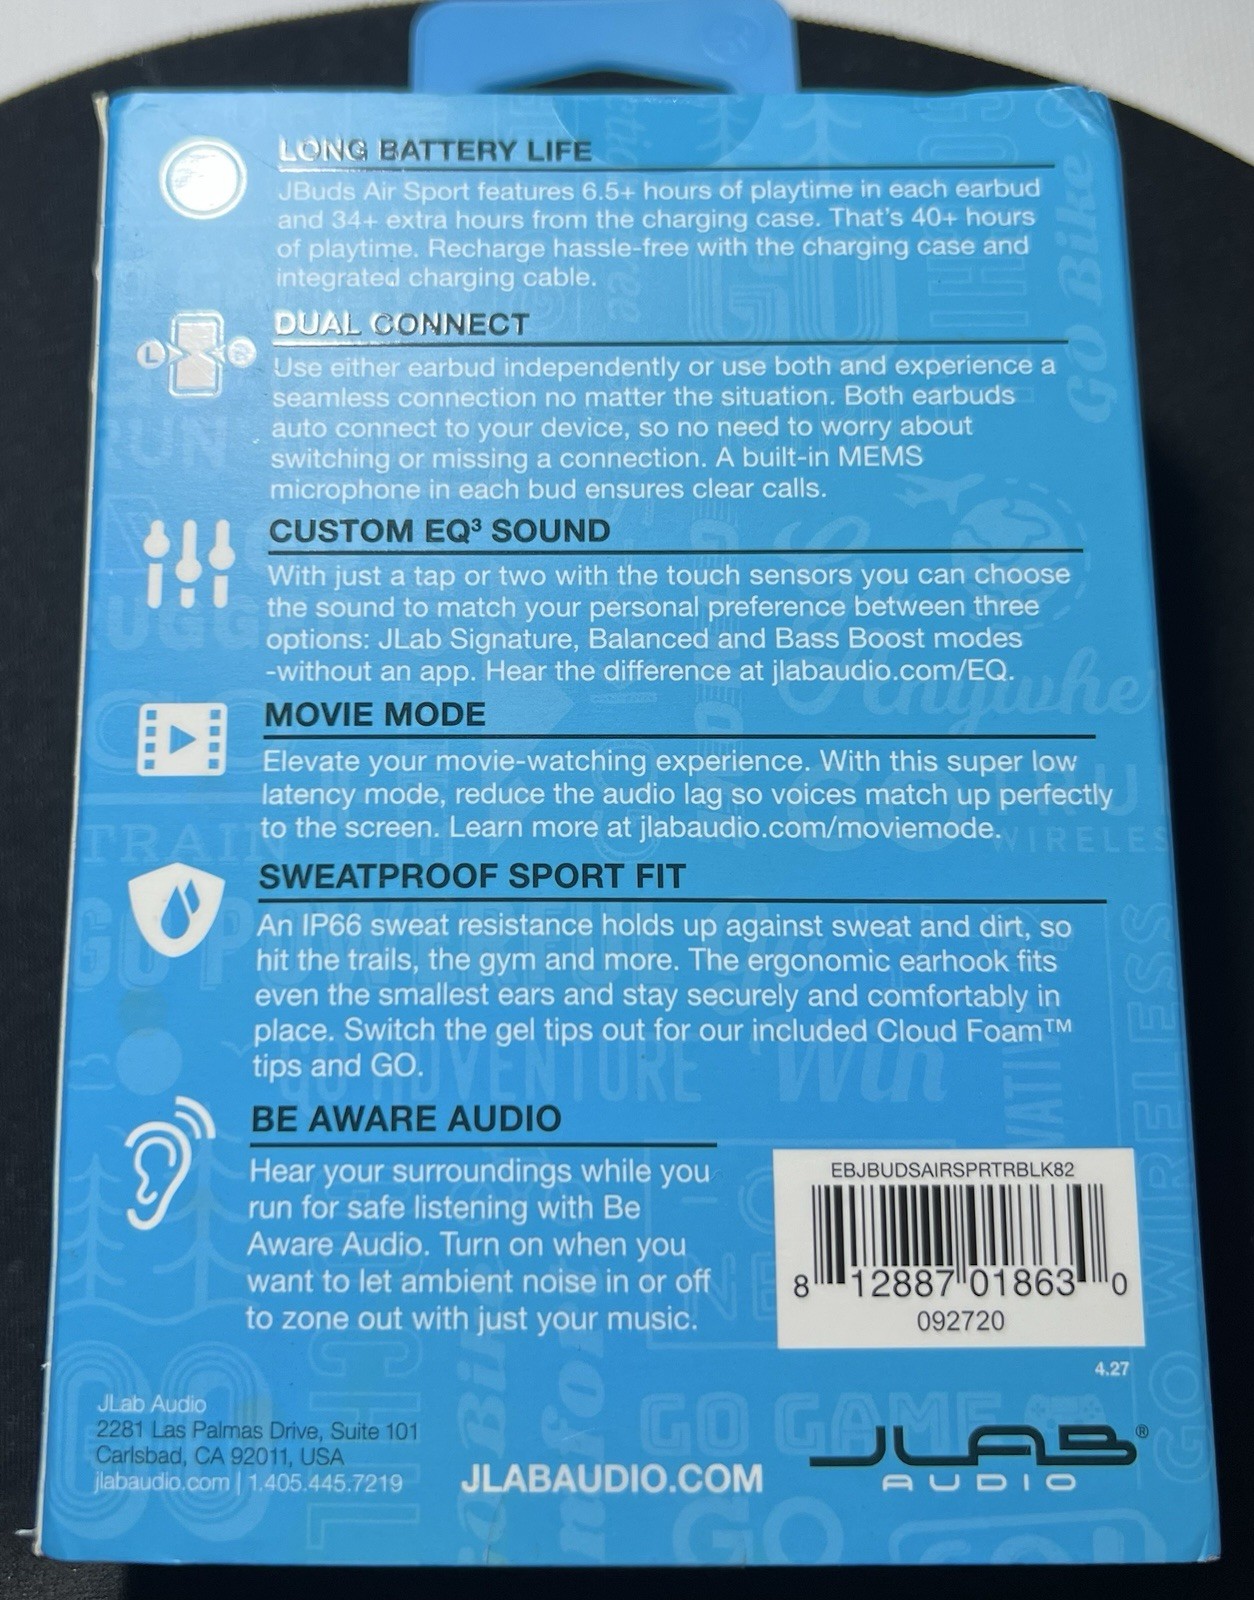 LONG BATTERY LIFE
JBuds Air Sport features 6.5+ hours of playtime in each earbud
and 34+ extra hours from the charging case. That's 40+ hours
of playtime. Recharge hassle-free with the charging case and
integrated charging cable.
L R
DUAL CONNECT
Use either earbud independently or use both and experience a
seamless connection no matter the situation. Both earbuds
auto connect to your device, so no need to worry about
switching or missing a connection. A built-in MEMS
microphone in each bud ensures clear calls.
CUSTOM EQ³ SOUND
With just a tap or two with the touch sensors you can choose
the sound to match your personal preference between three
options: JLab Signature, Balanced and Bass Boost modes
-without an app. Hear the difference at jlabaudio.com/EQ.
MOVIE MODE
Elevate your movie-watching experience. With this super low
latency mode, reduce the audio lag so voices match up perfectly
to the screen. Learn more at jlabaudio.com/moviemode.
SWEATPROOF SPORT FIT
An IP66 sweat resistance holds up against sweat and dirt, so
hit the trails, the gym and more. The ergonomic earhook fits
even the smallest ears and stay securely and comfortably in
place. Switch the gel tips out for our included Cloud Foam™
tips and GO.
BE AWARE AUDIO
Hear your surroundings while you
run for safe listening with Be
Aware Audio. Turn on when you
want to let ambient noise in or off
to zone out with just your music.
EBJBUDSAIRSPRTRBLK82
8 12887 01863 0
092720
4.27
JLab Audio
2281 Las Palmas Drive, Suite 101
Carlsbad, CA 92011, USA
jlabaudio.com | 1.405.445.7219
JLABAUDIO.COM
JLAB®
AUDIO